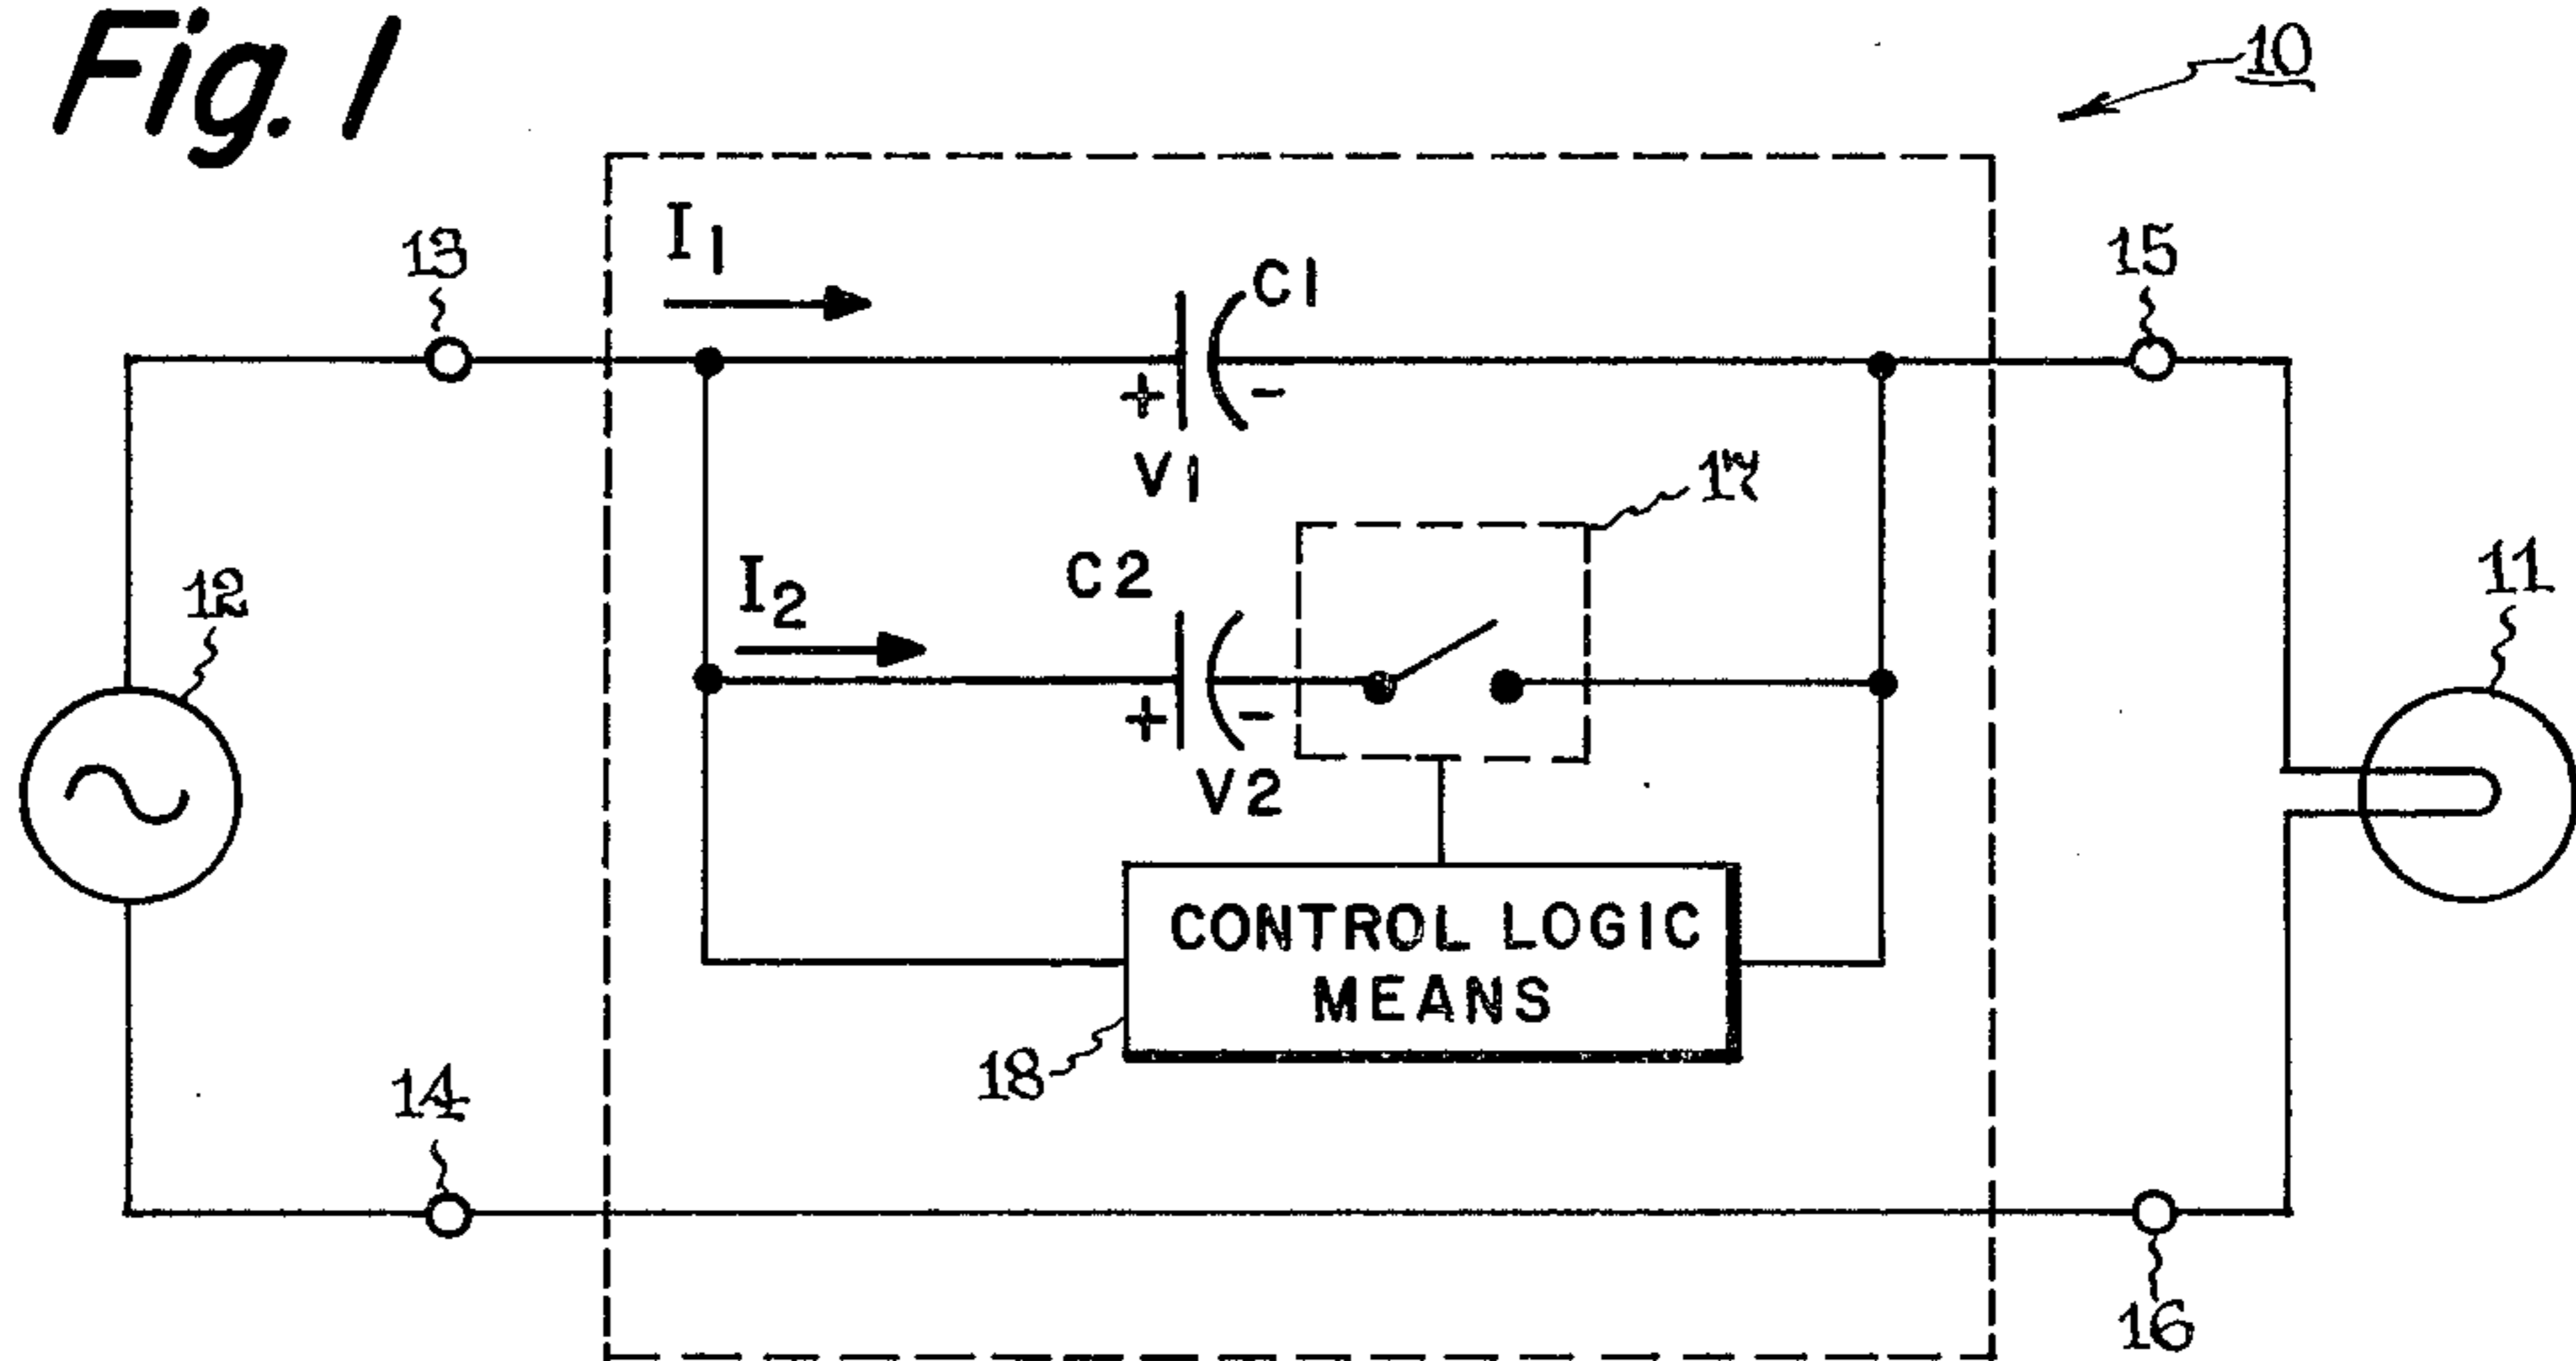 Fig. 1
10
I1
13
C1
15
+ -
V1
17
C2
I2
12
11
+ -
V2
CONTROL LOGIC
MEANS
18
14
16